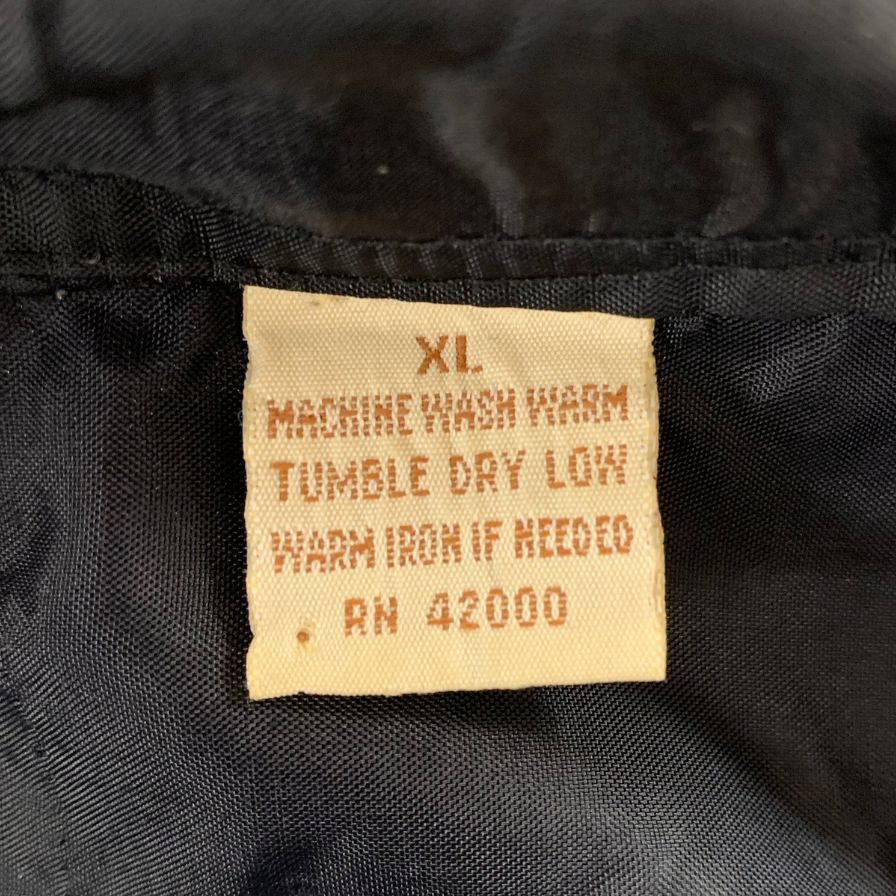 XL
MACHINE WASH WARM
TUMBLE DRY LOW
WARM IRON IF NEEDED
RN 42000